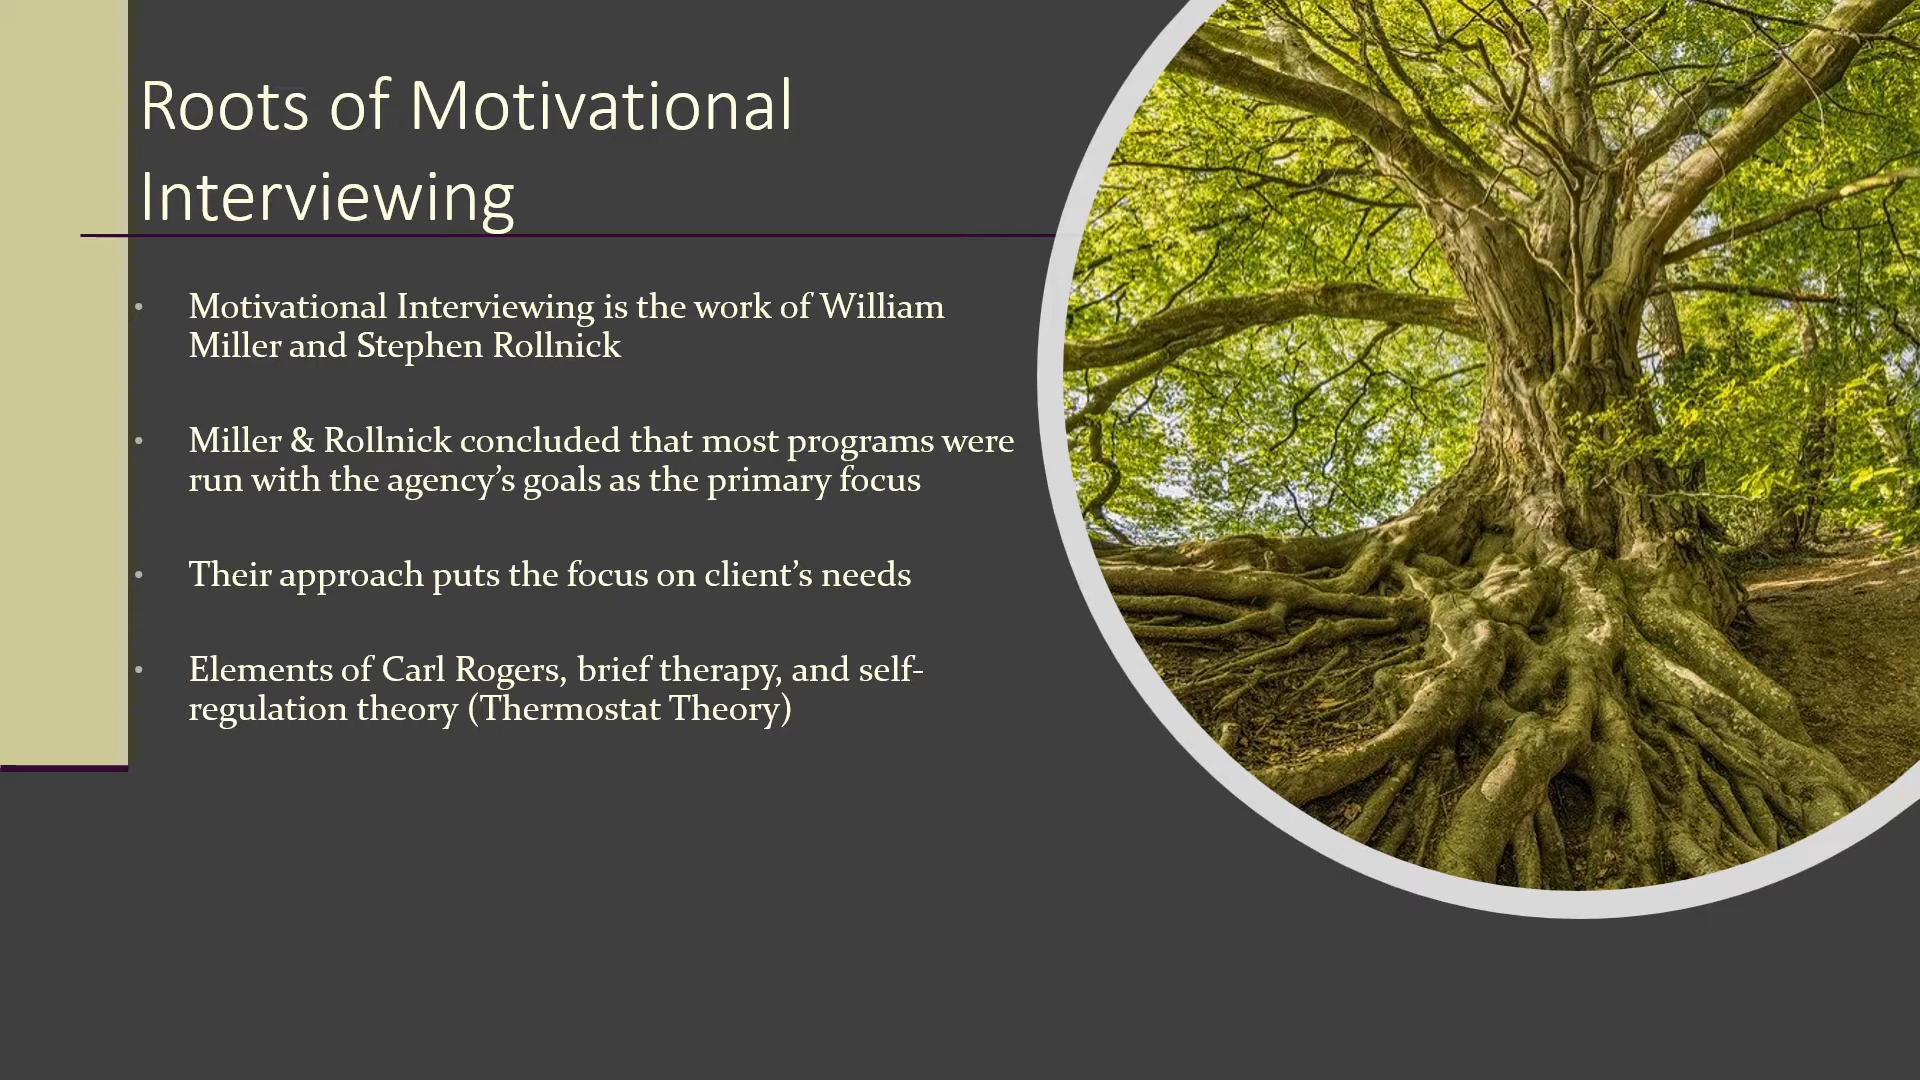 Roots of Motivational
Interviewing
• Motivational Interviewing is the work of William
Miller and Stephen Rollnick
• Miller & Rollnick concluded that most programs were
run with the agency’s goals as the primary focus
• Their approach puts the focus on client’s needs
• Elements of Carl Rogers, brief therapy, and self-
regulation theory (Thermostat Theory)